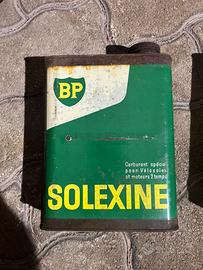 BP
Carburant spécial
pour Vélosolex
et moteurs 2 temps
SOLEXINE